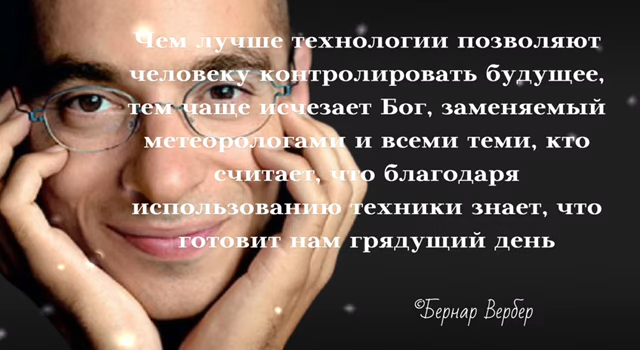 Чем лучше технологии позволяют
человеку контролировать будущее,
тем чаще исчезает Бог, заменяемый
метеорологами и всеми теми, кто
считает, что благодаря
использованию техники знает, что
готовит нам грядущий день
©Бернар Вербер